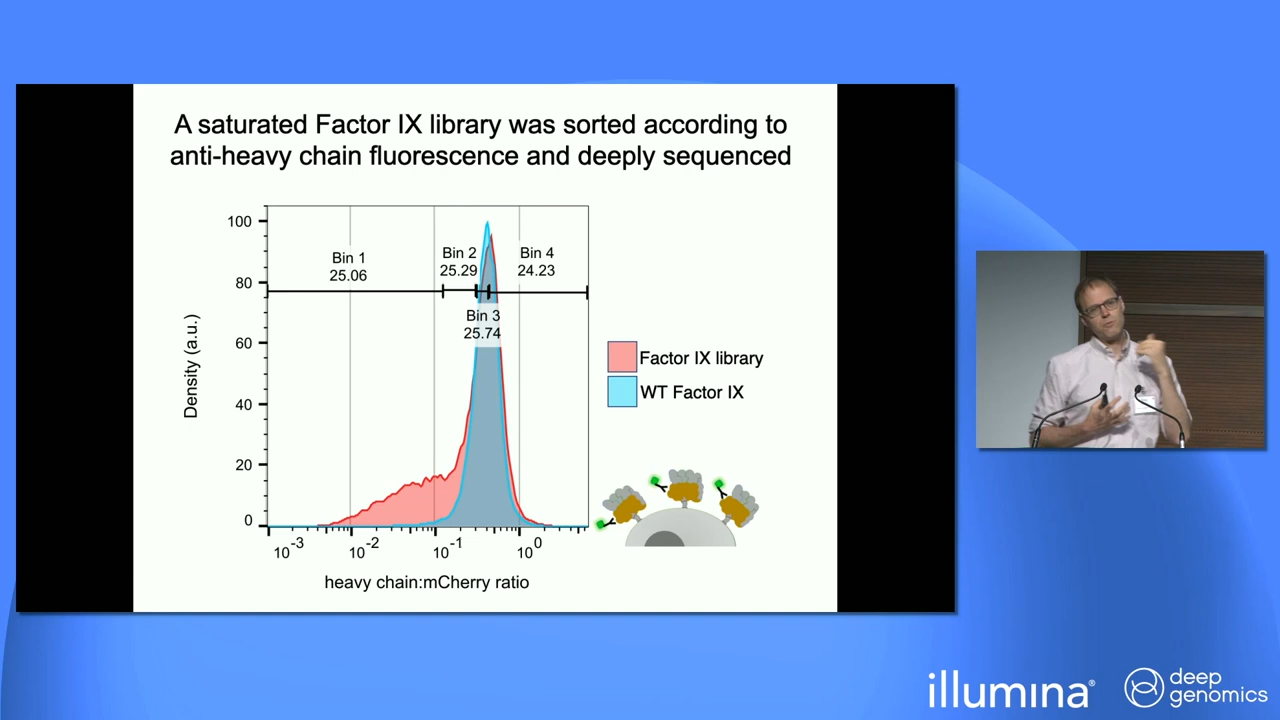 A saturated Factor IX library was sorted according to
anti-heavy chain fluorescence and deeply sequenced
Density (a.u.)
100
80
60
40
20
0
Bin 1
25.06
Bin 2
25.29
Bin 4
24.23
Bin 3
25.74
10-3
10-2
10-1
100
heavy chain:mCherry ratio
Factor IX library
WT Factor IX
illumina®
deep
genomics